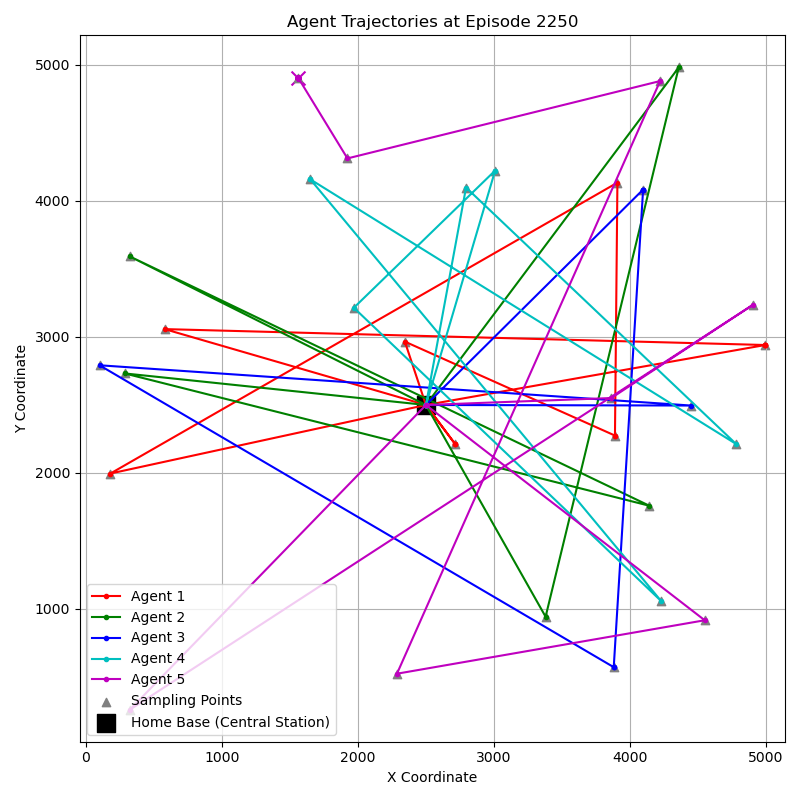 Agent Trajectories at Episode 2250
Y Coordinate
5000
4000
3000
2000
1000
Agent 1
Agent 2
Agent 3
Agent 4
Agent 5
Sampling Points
Home Base (Central Station)
0 1000 2000 3000 4000 5000
X Coordinate